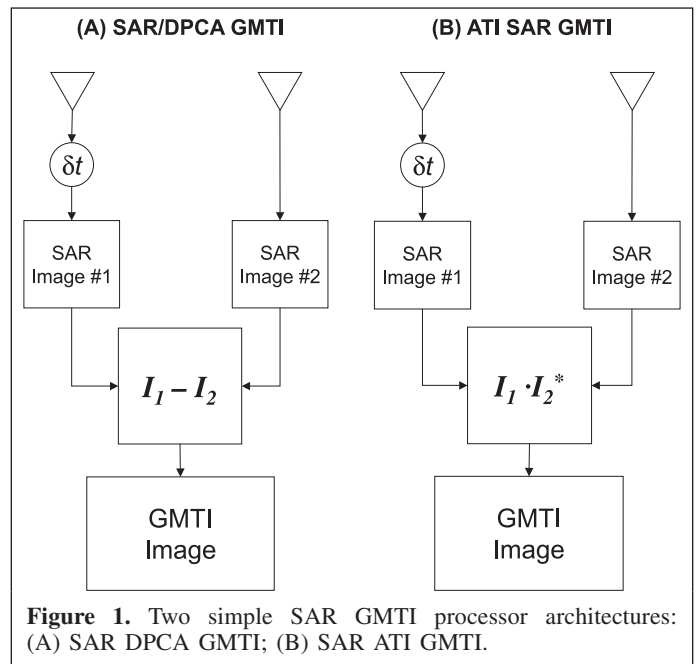 (A) SAR/DPCA GMTI
(B) ATI SAR GMTI
δt
δt
SAR
Image #1
SAR
Image #2
SAR
Image #1
SAR
Image #2
I₁ – I₂
I₁ ·I₂*
GMTI
Image
GMTI
Image
Figure 1. Two simple SAR GMTI processor architectures:
(A) SAR DPCA GMTI; (B) SAR ATI GMTI.